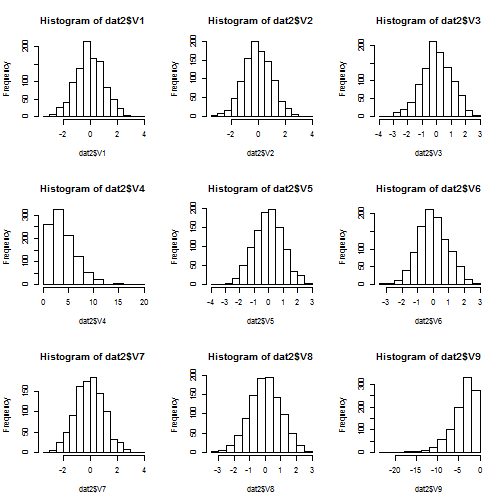 Histogram of dat2$V1
Frequency
0 50 100 200
-2 0 2 4
dat2$V1
Histogram of dat2$V2
Frequency
0 50 100 200
-2 0 2 4
dat2$V2
Histogram of dat2$V3
Frequency
0 50 100 200
-4 -3 -2 -1 0 1 2 3
dat2$V3
Histogram of dat2$V4
Frequency
0 100 200 300
0 5 10 15 20
dat2$V4
Histogram of dat2$V5
Frequency
0 50 100 200
-4 -3 -2 -1 0 1 2 3
dat2$V5
Histogram of dat2$V6
Frequency
0 50 100 200
-3 -2 -1 0 1 2 3
dat2$V6
Histogram of dat2$V7
Frequency
0 50 100 150
-2 0 2 4
dat2$V7
Histogram of dat2$V8
Frequency
0 50 100 200
-3 -2 -1 0 1 2 3
dat2$V8
Histogram of dat2$V9
Frequency
0 100 200 300
-20 -15 -10 -5 0
dat2$V9